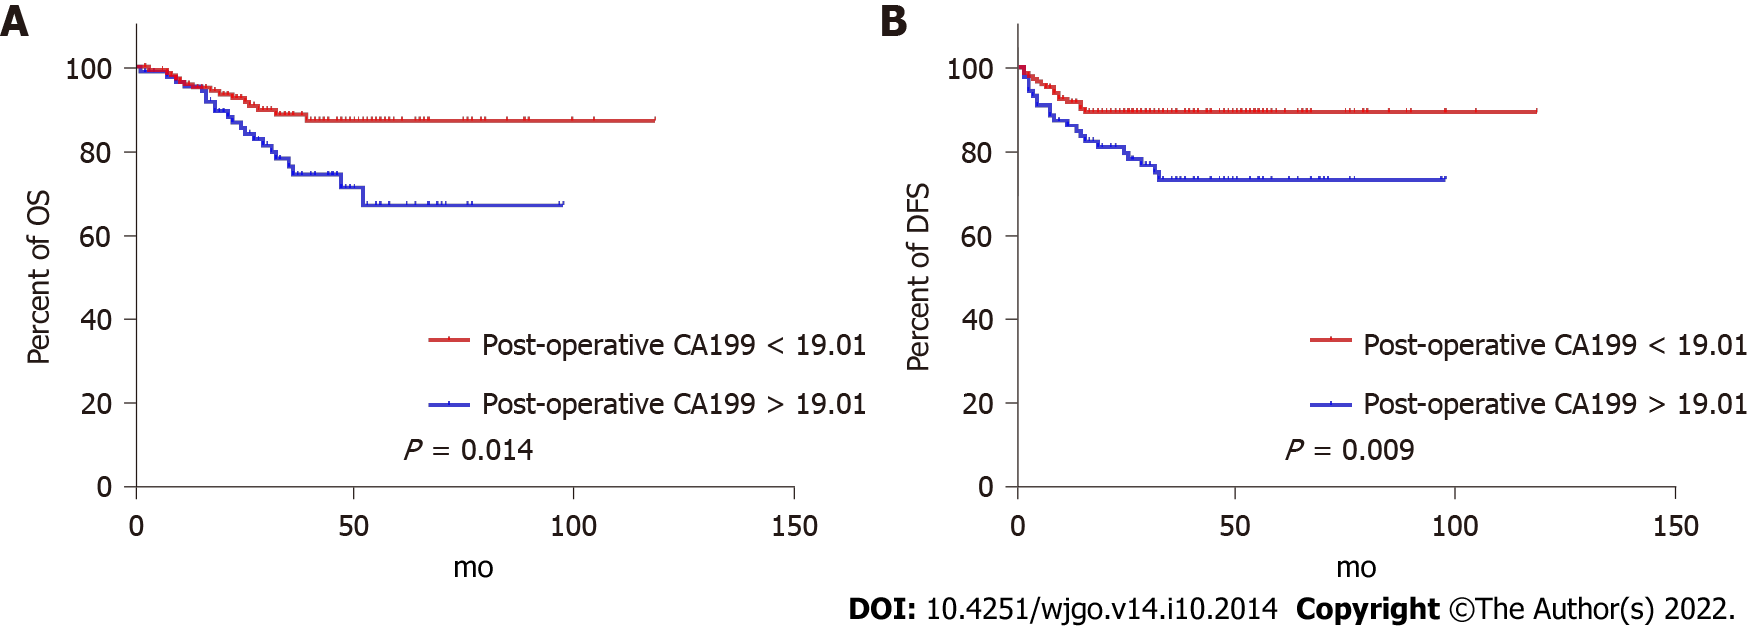 A
Percent of OS
100
80
60
40
20
0
0 50 100 150
mo
Post-operative CA199 < 19.01
Post-operative CA199 > 19.01
P = 0.014
B
Percent of DFS
100
80
60
40
20
0
0 50 100 150
mo
Post-operative CA199 < 19.01
Post-operative CA199 > 19.01
P = 0.009
DOI: 10.4251/wjgo.v14.i10.2014 Copyright ©The Author(s) 2022.